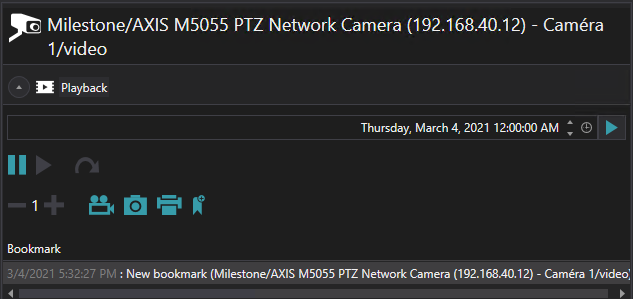 Milestone/AXIS M5055 PTZ Network Camera (192.168.40.12) - Caméra
1/video
Playback
Thursday, March 4, 2021 12:00:00 AM
1
Bookmark
3/4/2021 5:32:27 PM : New bookmark (Milestone/AXIS M5055 PTZ Network Camera (192.168.40.12) - Caméra 1/video)